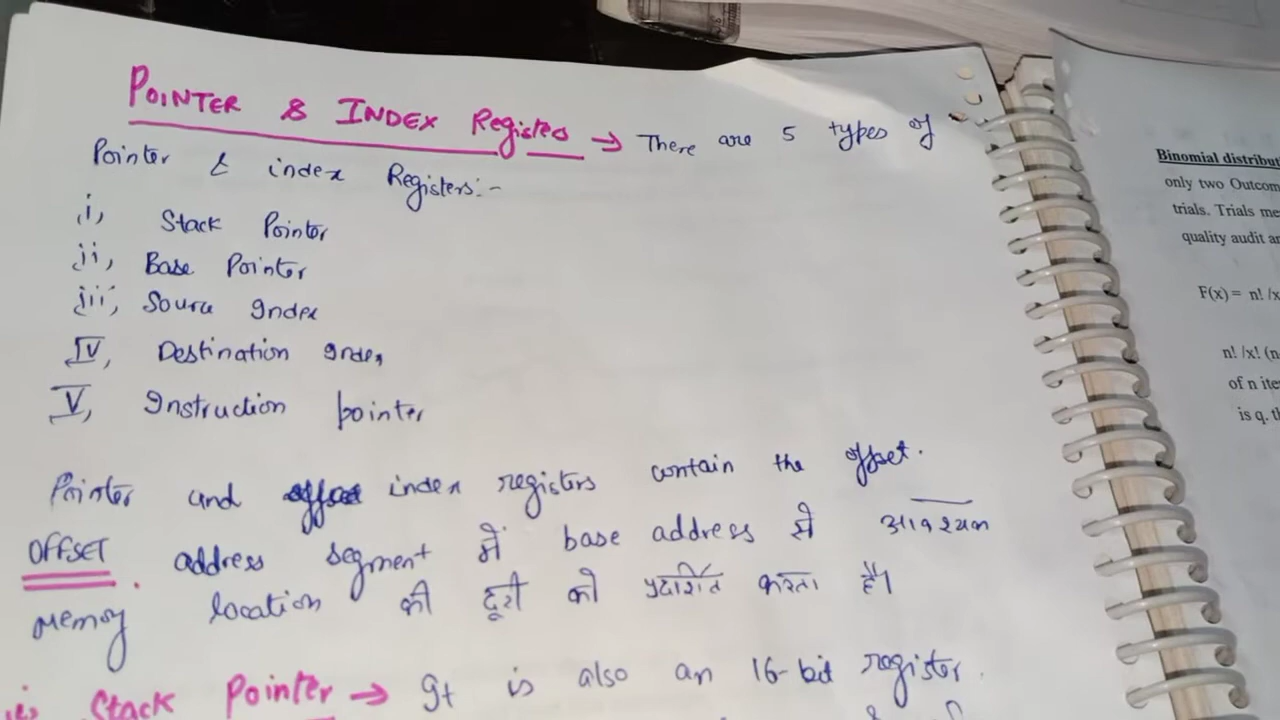 POINTER & INDEX Registers → There are 5 types of
Pointer & index Registers:-
i, Stack Pointer
ii, Base Pointer
iii, Source Index
IV, Destination Index
V, Instruction pointer
Pointer and index registers contain the offset.
OFFSET address segment में base address से आवश्यक
memory location की दूरी को प्रदर्शित करता है।
Stack Pointer → It is also an 16-bit register.
Binomial distribut
only two Outcom
trials. Trials me
quality audit a
F(x) = n! /x
n! /x! (n
of n ite
is q. th